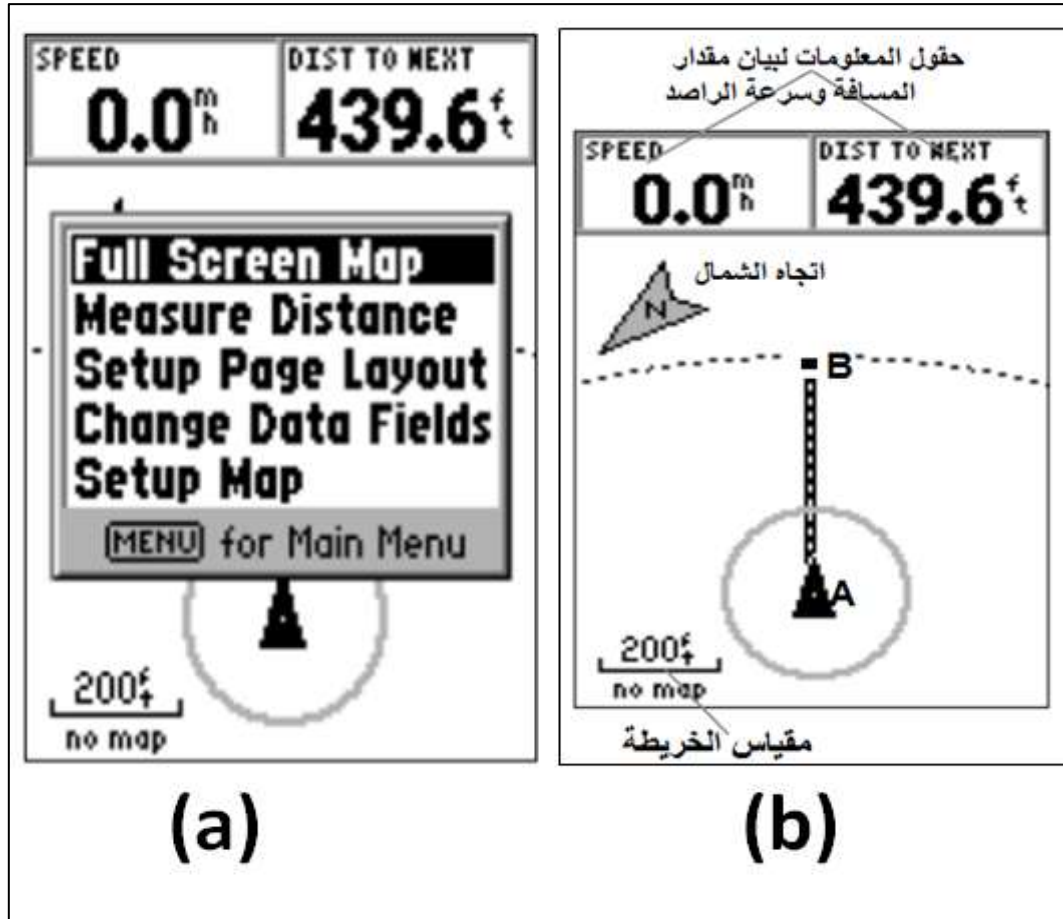 SPEED DIST TO NEXT
0.0 mh 439.6 ft
Full Screen Map
Measure Distance
Setup Page Layout
Change Data Fields
Setup Map
MENU for Main Menu
200 ft
no map
(a)
حقول المعلومات لبيان مقدار
المسافة وسرعة الراصد
SPEED DIST TO NEXT
0.0 mh 439.6 ft
اتجاه الشمال
N
B
A
200 ft
no map
مقياس الخريطة
(b)